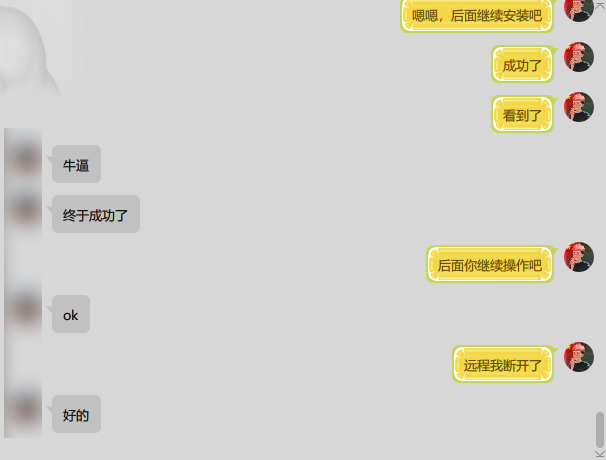 嗯嗯，后面继续安装吧
成功了
看到了
牛逼
终于成功了
后面你继续操作吧
ok
远程我断开了
好的